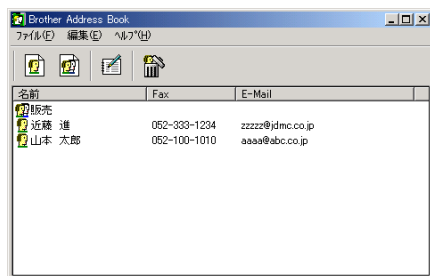 Brother Address Book
ファイル(F) 編集(E) ヘルプ(H)
名前 Fax E-Mail
販売
近藤 進 052-333-1234 zzzzz@jdmc.co.jp
山本 太郎 052-100-1010 aaaa@abc.co.jp